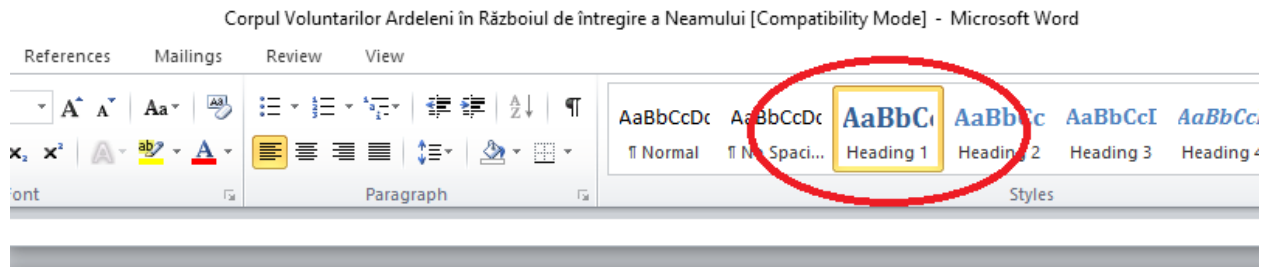 Corpul Voluntarilor Ardeleni în Războiul de întregire a Neamului [Compatibility Mode] - Microsoft Word
References Mailings Review View
AaBbCcDc AaBbCcDc AaBbC AaBbCc AaBbCcI AaBbCc
¶ Normal ¶ No Spaci... Heading 1 Heading 2 Heading 3 Heading 4
Font Paragraph Styles